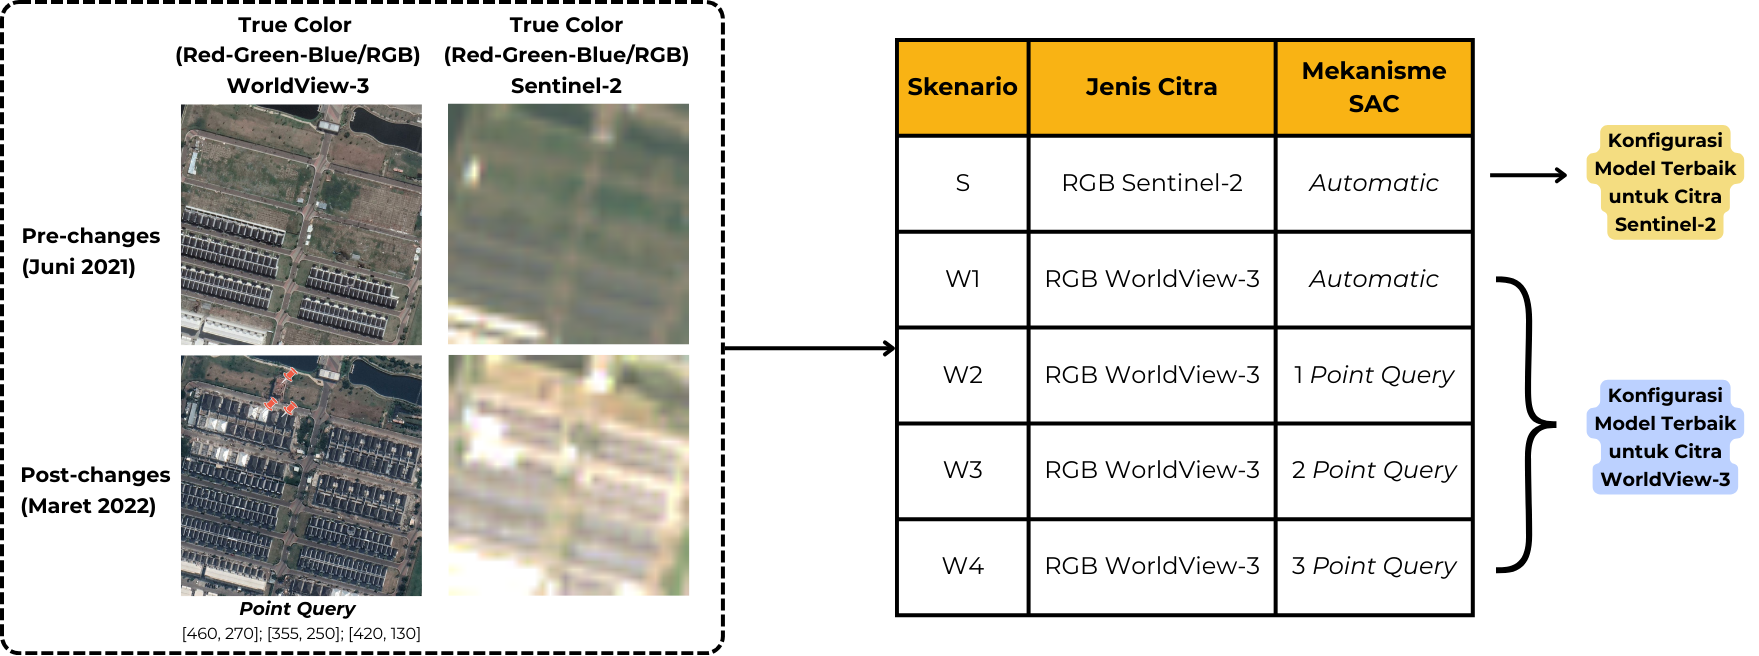 True Color
(Red-Green-Blue/RGB)
WorldView-3
True Color
(Red-Green-Blue/RGB)
Sentinel-2
Pre-changes
(Juni 2021)
Post-changes
(Maret 2022)
Point Query
[460, 270]; [355, 250]; [420, 130]
Skenario Jenis Citra Mekanisme
SAC
S RGB Sentinel-2 Automatic
W1 RGB WorldView-3 Automatic
W2 RGB WorldView-3 1 Point Query
W3 RGB WorldView-3 2 Point Query
W4 RGB WorldView-3 3 Point Query
Konfigurasi
Model Terbaik
untuk Citra
Sentinel-2
Konfigurasi
Model Terbaik
untuk Citra
WorldView-3